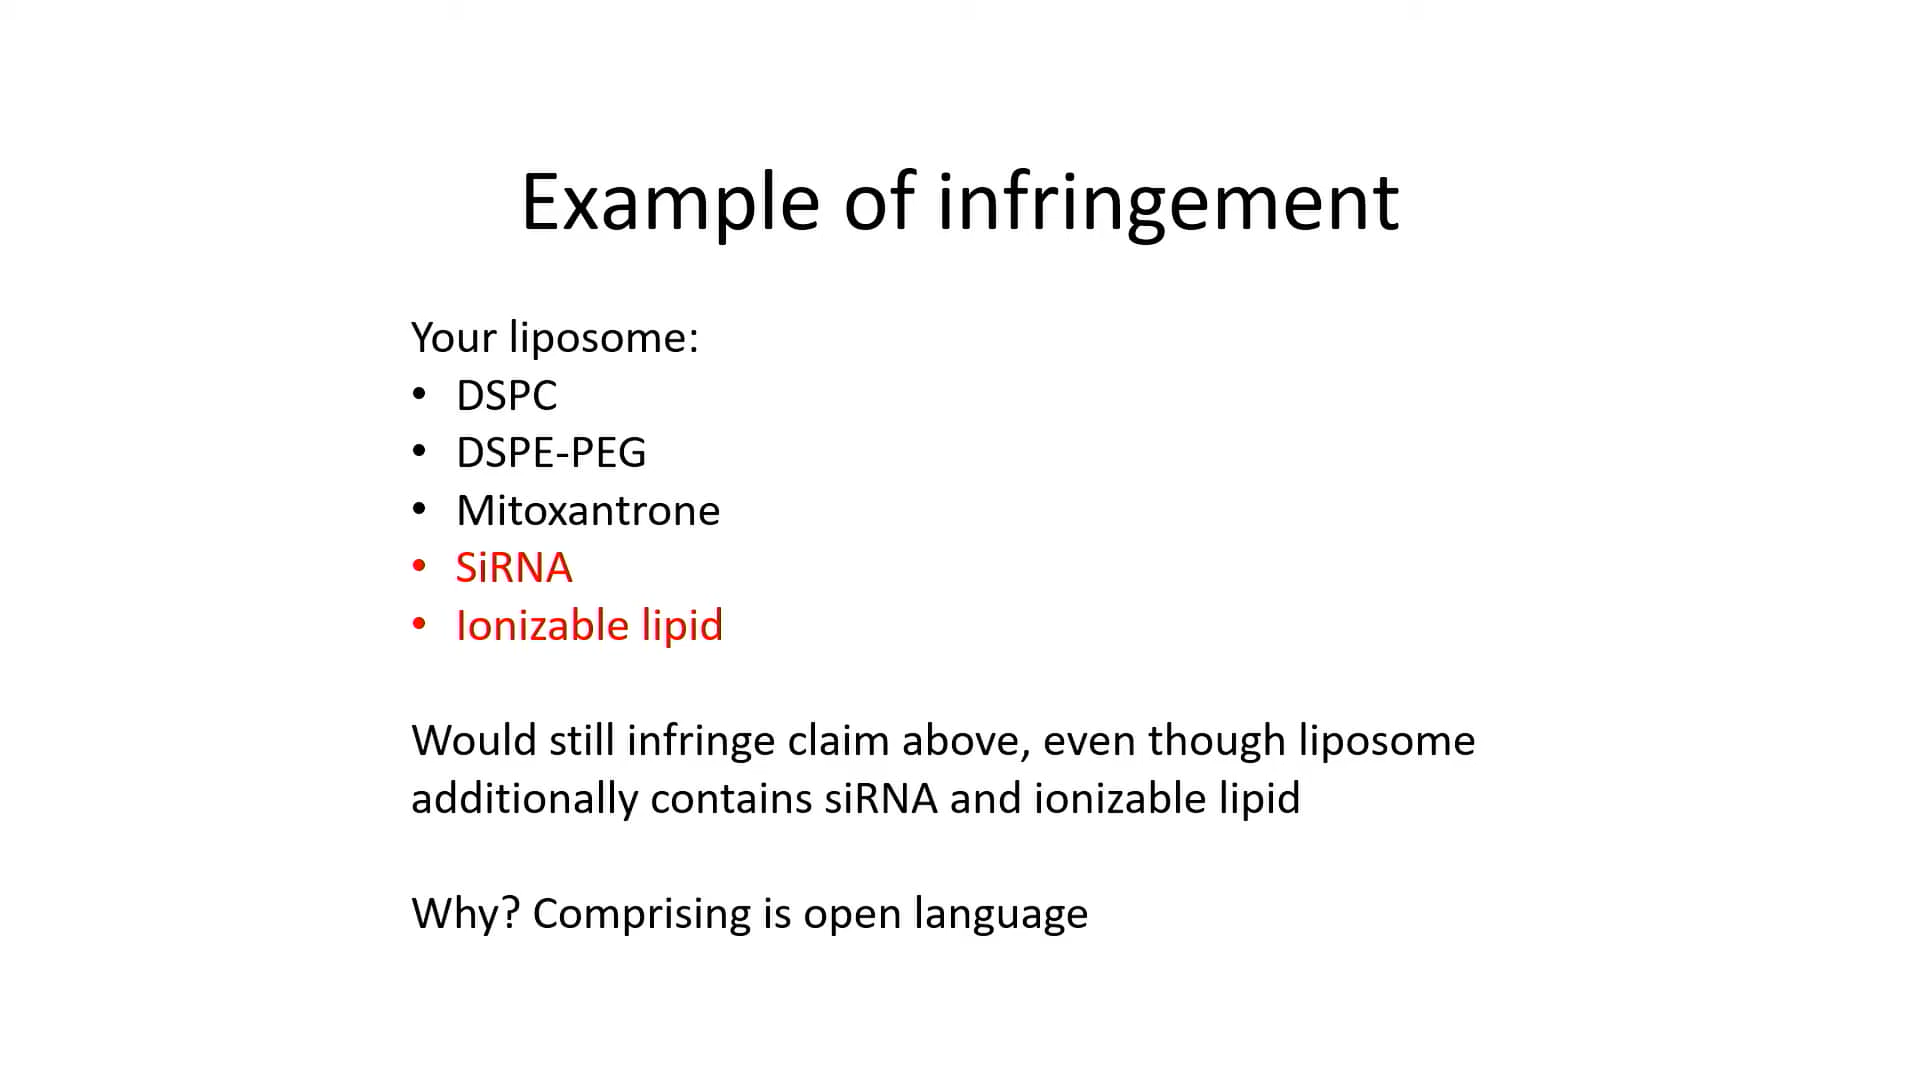 Example of infringement
Your liposome:
• DSPC
• DSPE-PEG
• Mitoxantrone
• SiRNA
• Ionizable lipid
Would still infringe claim above, even though liposome
additionally contains siRNA and ionizable lipid
Why? Comprising is open language